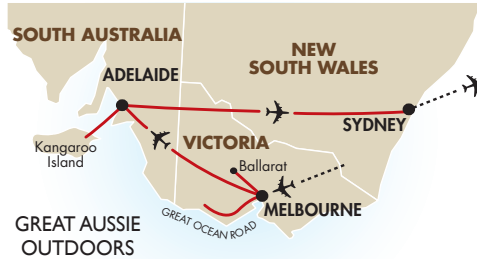 SOUTH AUSTRALIA
NEW
SOUTH WALES
ADELAIDE
SYDNEY
VICTORIA
Kangaroo
Island
Ballarat
MELBOURNE
GREAT OCEAN ROAD
GREAT AUSSIE
OUTDOORS